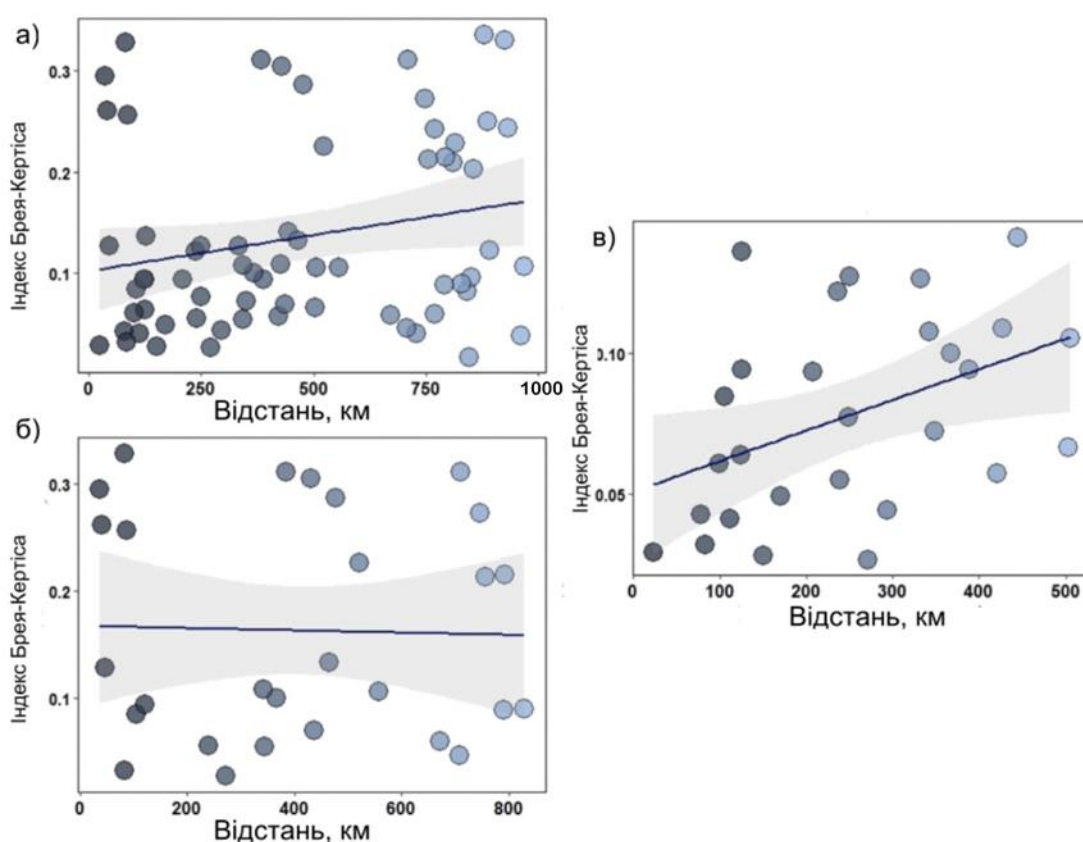 а)
Індекс Брея-Кертіса
0.3
0.2
0.1
0 250 500 750 1000
Відстань, км
б)
Індекс Брея-Кертіса
0.3
0.2
0.1
0 200 400 600 800
Відстань, км
в)
Індекс Брея-Кертіса
0.10
0.05
100 200 300 400 500
Відстань, км